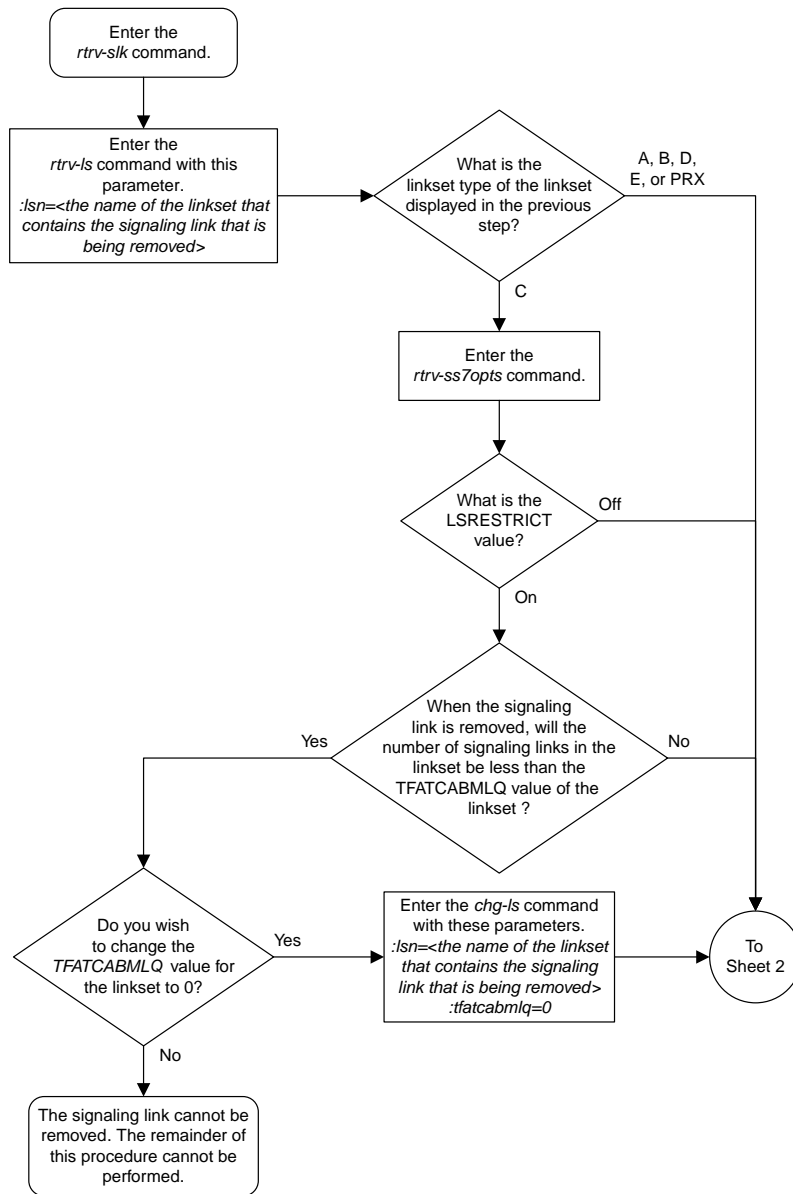 Enter the
rtrv-slk command.
Enter the
rtrv-ls command with this
parameter.
:lsn=<the name of the linkset that
contains the signaling link that is
being removed>
What is the
linkset type of the linkset
displayed in the previous
step?
A, B, D,
E, or PRX
C
Enter the
rtrv-ss7opts command.
What is the
LSRESTRICT
value?
Off
On
When the signaling
link is removed, will the
number of signaling links in the
linkset be less than the
TFATCABMLQ value of the
linkset ?
Yes
No
Do you wish
to change the
TFATCABMLQ value for
the linkset to 0?
Yes
Enter the chg-ls command
with these parameters.
:lsn=<the name of the linkset
that contains the signaling
link that is being removed>
:tfatcabmlq=0
To
Sheet 2
No
The signaling link cannot be
removed. The remainder of
this procedure cannot be
performed.